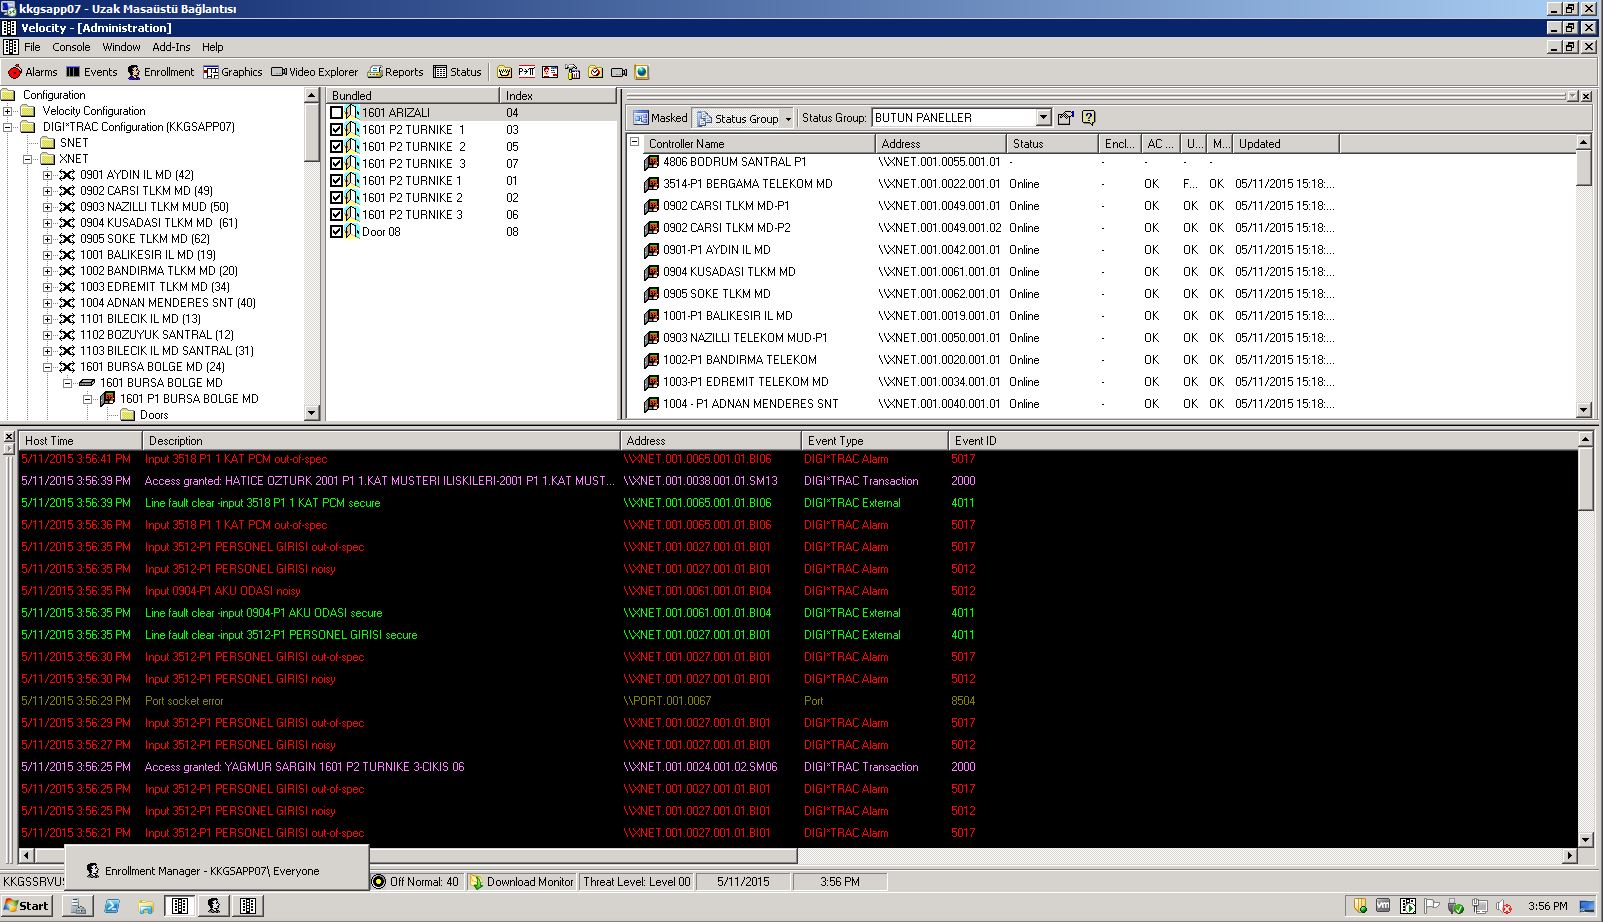 kkgsapp07 - Uzak Masaüstü Bağlantısı
Velocity - [Administration]
File Console Window Add-Ins Help
Alarms Events Enrollment Graphics Video Explorer Reports Status
Configuration
Velocity Configuration
DIGI*TRAC Configuration (KKGSAPP07)
SNET
XNET
0901 AYDIN IL MD (42)
0902 CARSI TLKM MD (49)
0903 NAZILLI TLKM MUD (50)
0904 KUSADASI TLKM MD (61)
0905 SOKE TLKM MD (62)
1001 BALIKESIR IL MD (19)
1002 BANDIRMA TLKM MD (20)
1003 EDREMIT TLKM MD (34)
1004 ADNAN MENDERES SNT (40)
1101 BILECIK IL MD (13)
1102 BOZUYUK SANTRAL (12)
1103 BILECIK IL MD SANTRAL (31)
1601 BURSA BOLGE MD (24)
1601 BURSA BOLGE MD
1601 P1 BURSA BOLGE MD
Doors
Bundled Index
1601 ARIZALI 04
1601 P2 TURNIKE 1 03
1601 P2 TURNIKE 2 05
1601 P2 TURNIKE 3 07
1601 P2 TURNIKE 1 01
1601 P2 TURNIKE 2 02
1601 P2 TURNIKE 3 06
Door 08 08
Masked Status Group Status Group: BUTUN PANELLER
Controller Name Address Status Encl... AC ... U... M... Updated
4806 BODRUM SANTRAL P1 \\XNET.001.0055.001.01 - - - - -
3514-P1 BERGAMA TELEKOM MD \\XNET.001.0022.001.01 Online - OK F... OK 05/11/2015 15:18:...
0902 CARSI TLKM MD-P1 \\XNET.001.0049.001.01 Online - OK OK OK 05/11/2015 15:18:...
0902 CARSI TLKM MD-P2 \\XNET.001.0049.001.02 Online - OK OK OK 05/11/2015 15:18:...
0901-P1 AYDIN IL MD \\XNET.001.0042.001.01 Online - OK OK OK 05/11/2015 15:18:...
0904 KUSADASI TLKM MD \\XNET.001.0061.001.01 Online - OK OK OK 05/11/2015 15:18:...
0905 SOKE TLKM MD \\XNET.001.0062.001.01 Online - OK OK OK 05/11/2015 15:18:...
1001-P1 BALIKESIR IL MD \\XNET.001.0019.001.01 Online - OK OK OK 05/11/2015 15:18:...
0903 NAZILLI TELEKOM MUD-P1 \\XNET.001.0050.001.01 Online - OK OK OK 05/11/2015 15:18:...
1002-P1 BANDIRMA TELEKOM \\XNET.001.0020.001.01 Online - OK OK OK 05/11/2015 15:18:...
1003-P1 EDREMIT TELEKOM MD \\XNET.001.0034.001.01 Online - OK OK OK 05/11/2015 15:18:...
1004 - P1 ADNAN MENDERES SNT \\XNET.001.0040.001.01 Online - OK OK OK 05/11/2015 15:18:...
Host Time Description Address Event Type Event ID
5/11/2015 3:56:41 PM Input 3518 P1 1 KAT PCM out-of-spec \\XNET.001.0065.001.01.BI06 DIGI*TRAC Alarm 5017
5/11/2015 3:56:39 PM Access granted: HATICE OZTURK 2001 P1 1.KAT MUSTERI ILISKILERI-2001 P1 1.KAT MUST... \\XNET.001.0038.001.01.SM13 DIGI*TRAC Transaction 2000
5/11/2015 3:56:39 PM Line fault clear -input 3518 P1 1 KAT PCM secure \\XNET.001.0065.001.01.BI06 DIGI*TRAC External 4011
5/11/2015 3:56:36 PM Input 3518 P1 1 KAT PCM out-of-spec \\XNET.001.0065.001.01.BI06 DIGI*TRAC Alarm 5017
5/11/2015 3:56:35 PM Input 3512-P1 PERSONEL GIRISI out-of-spec \\XNET.001.0027.001.01.BI01 DIGI*TRAC Alarm 5017
5/11/2015 3:56:35 PM Input 3512-P1 PERSONEL GIRISI noisy \\XNET.001.0027.001.01.BI01 DIGI*TRAC Alarm 5012
5/11/2015 3:56:35 PM Input 0904-P1 AKU ODASI noisy \\XNET.001.0061.001.01.BI04 DIGI*TRAC Alarm 5012
5/11/2015 3:56:35 PM Line fault clear -input 0904-P1 AKU ODASI secure \\XNET.001.0061.001.01.BI04 DIGI*TRAC External 4011
5/11/2015 3:56:35 PM Line fault clear -input 3512-P1 PERSONEL GIRISI secure \\XNET.001.0027.001.01.BI01 DIGI*TRAC External 4011
5/11/2015 3:56:30 PM Input 3512-P1 PERSONEL GIRISI out-of-spec \\XNET.001.0027.001.01.BI01 DIGI*TRAC Alarm 5017
5/11/2015 3:56:30 PM Input 3512-P1 PERSONEL GIRISI noisy \\XNET.001.0027.001.01.BI01 DIGI*TRAC Alarm 5012
5/11/2015 3:56:29 PM Port socket error \\PORT.001.0067 Port 8504
5/11/2015 3:56:29 PM Input 3512-P1 PERSONEL GIRISI out-of-spec \\XNET.001.0027.001.01.BI01 DIGI*TRAC Alarm 5017
5/11/2015 3:56:27 PM Input 3512-P1 PERSONEL GIRISI noisy \\XNET.001.0027.001.01.BI01 DIGI*TRAC Alarm 5012
5/11/2015 3:56:25 PM Access granted: YAGMUR SARGIN 1601 P2 TURNIKE 3-CIKIS 06 \\XNET.001.0024.001.02.SM06 DIGI*TRAC Transaction 2000
5/11/2015 3:56:25 PM Input 3512-P1 PERSONEL GIRISI out-of-spec \\XNET.001.0027.001.01.BI01 DIGI*TRAC Alarm 5017
5/11/2015 3:56:25 PM Input 3512-P1 PERSONEL GIRISI noisy \\XNET.001.0027.001.01.BI01 DIGI*TRAC Alarm 5012
5/11/2015 3:56:21 PM Input 3512-P1 PERSONEL GIRISI out-of-spec \\XNET.001.0027.001.01.BI01 DIGI*TRAC Alarm 5017
Enrollment Manager - KKGSAPP07\ Everyone
KKGSSRVUS Off Normal: 40 Download Monitor Threat Level: Level 00 5/11/2015 3:56 PM
Start 3:56 PM